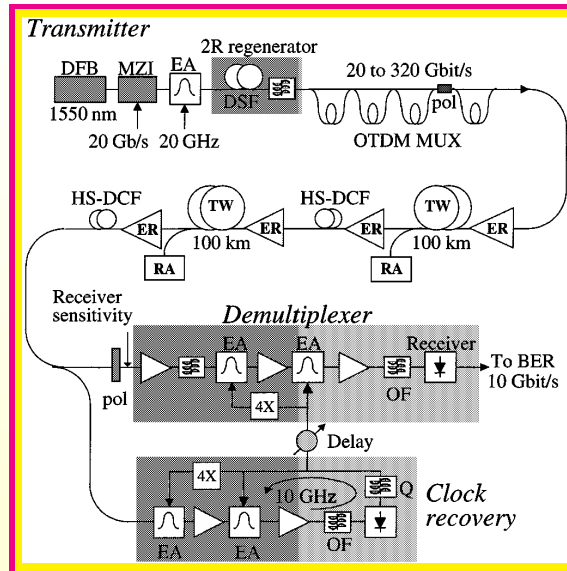 Transmitter
2R regenerator
DFB MZI EA
DSF
20 to 320 Gbit/s
pol
1550 nm
20 Gb/s 20 GHz
OTDM MUX
HS-DCF HS-DCF
TW TW
ER ER ER ER
100 km 100 km
RA RA
Receiver
sensitivity
Demultiplexer
EA EA Receiver
To BER
10 Gbit/s
pol
OF
4X
Delay
4X
10 GHz
Q
Clock
recovery
EA EA OF